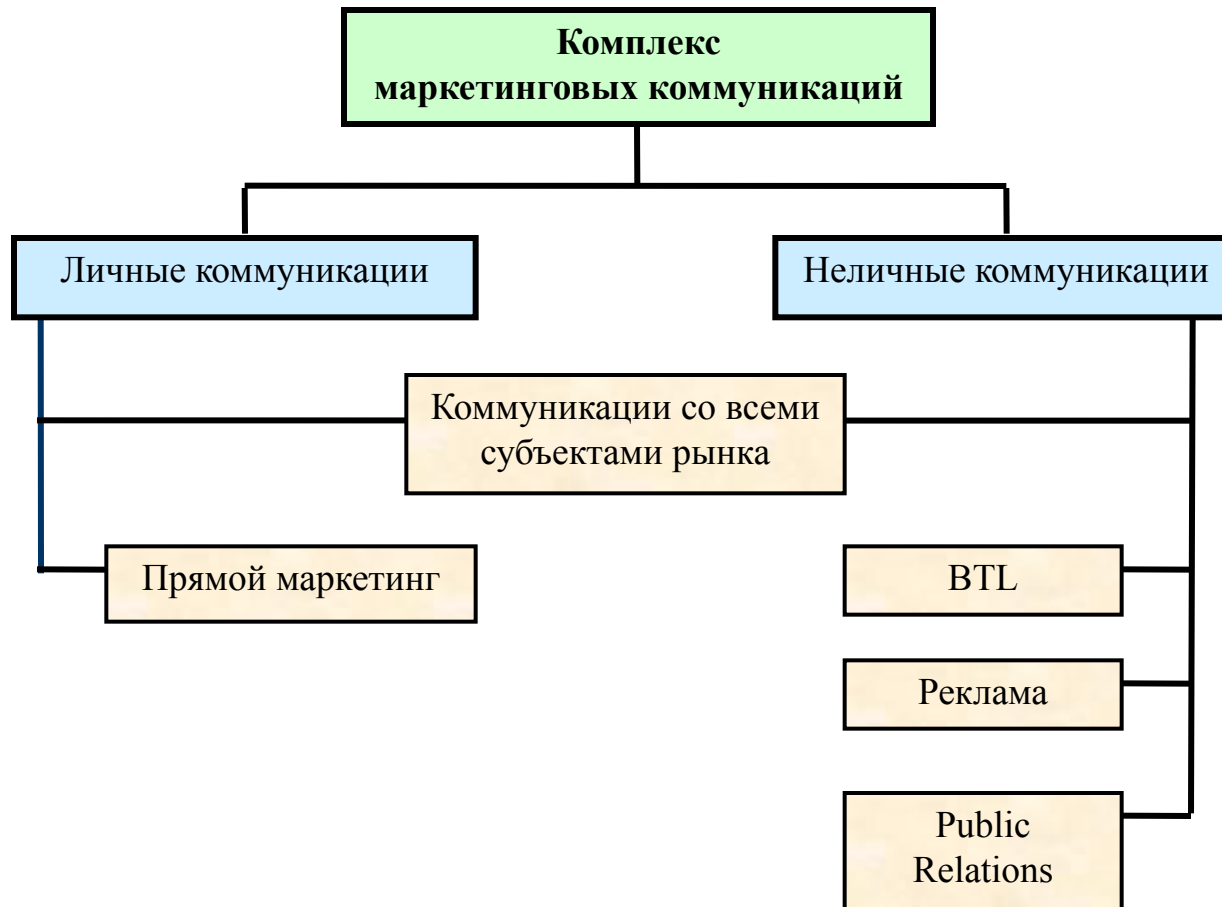 Комплекс
маркетинговых коммуникаций
Личные коммуникации
Неличные коммуникации
Коммуникации со всеми
субъектами рынка
Прямой маркетинг
BTL
Реклама
Public
Relations